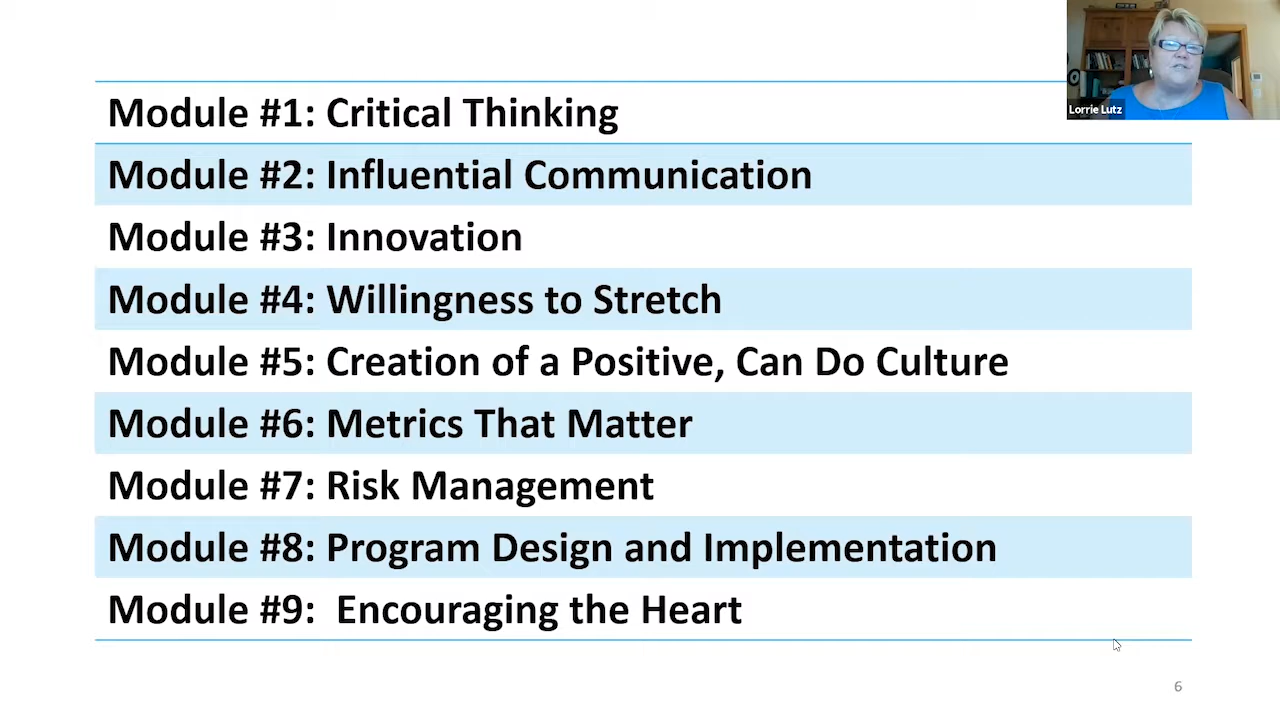 Module #1: Critical Thinking
Module #2: Influential Communication
Module #3: Innovation
Module #4: Willingness to Stretch
Module #5: Creation of a Positive, Can Do Culture
Module #6: Metrics That Matter
Module #7: Risk Management
Module #8: Program Design and Implementation
Module #9:  Encouraging the Heart
Lorrie Lutz
6